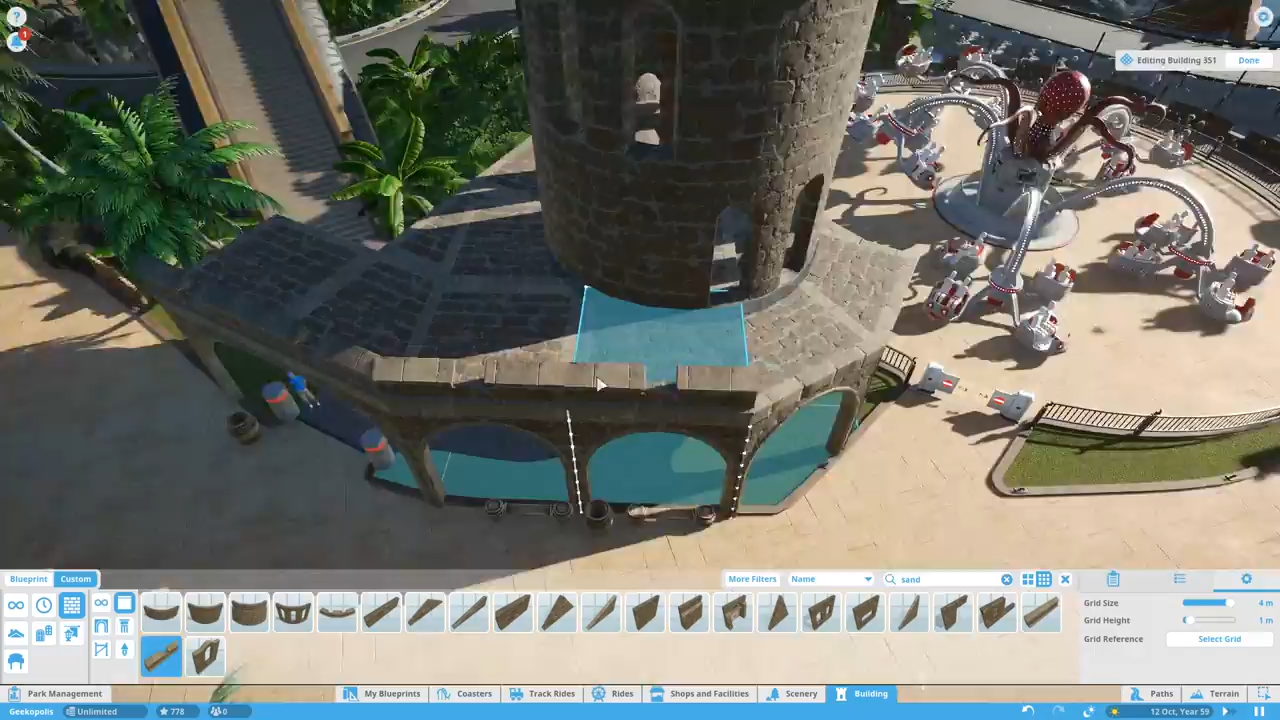 ?
1
Editing Building 351 Done
Blueprint Custom More Filters Name sand
Grid Size 4 m
Grid Height 1 m
Grid Reference Select Grid
Park Management My Blueprints Coasters Track Rides Rides Shops and Facilities Scenery Building Paths Terrain
Geekopolis Unlimited 778 0 12 Oct, Year 59